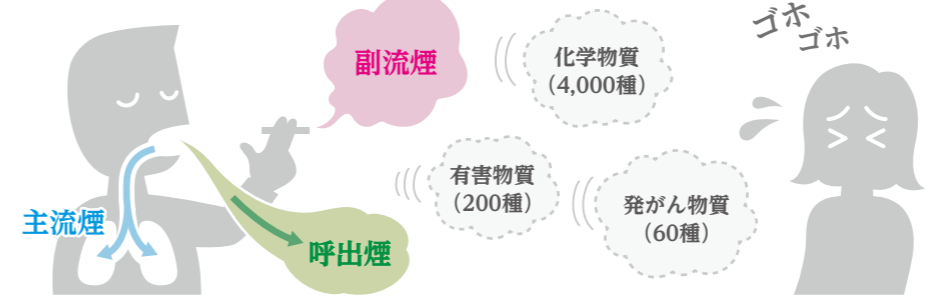 ゴホ
ゴホ
副流煙
化学物質
（4,000種）
有害物質
（200種）
発がん物質
（60種）
主流煙
呼出煙